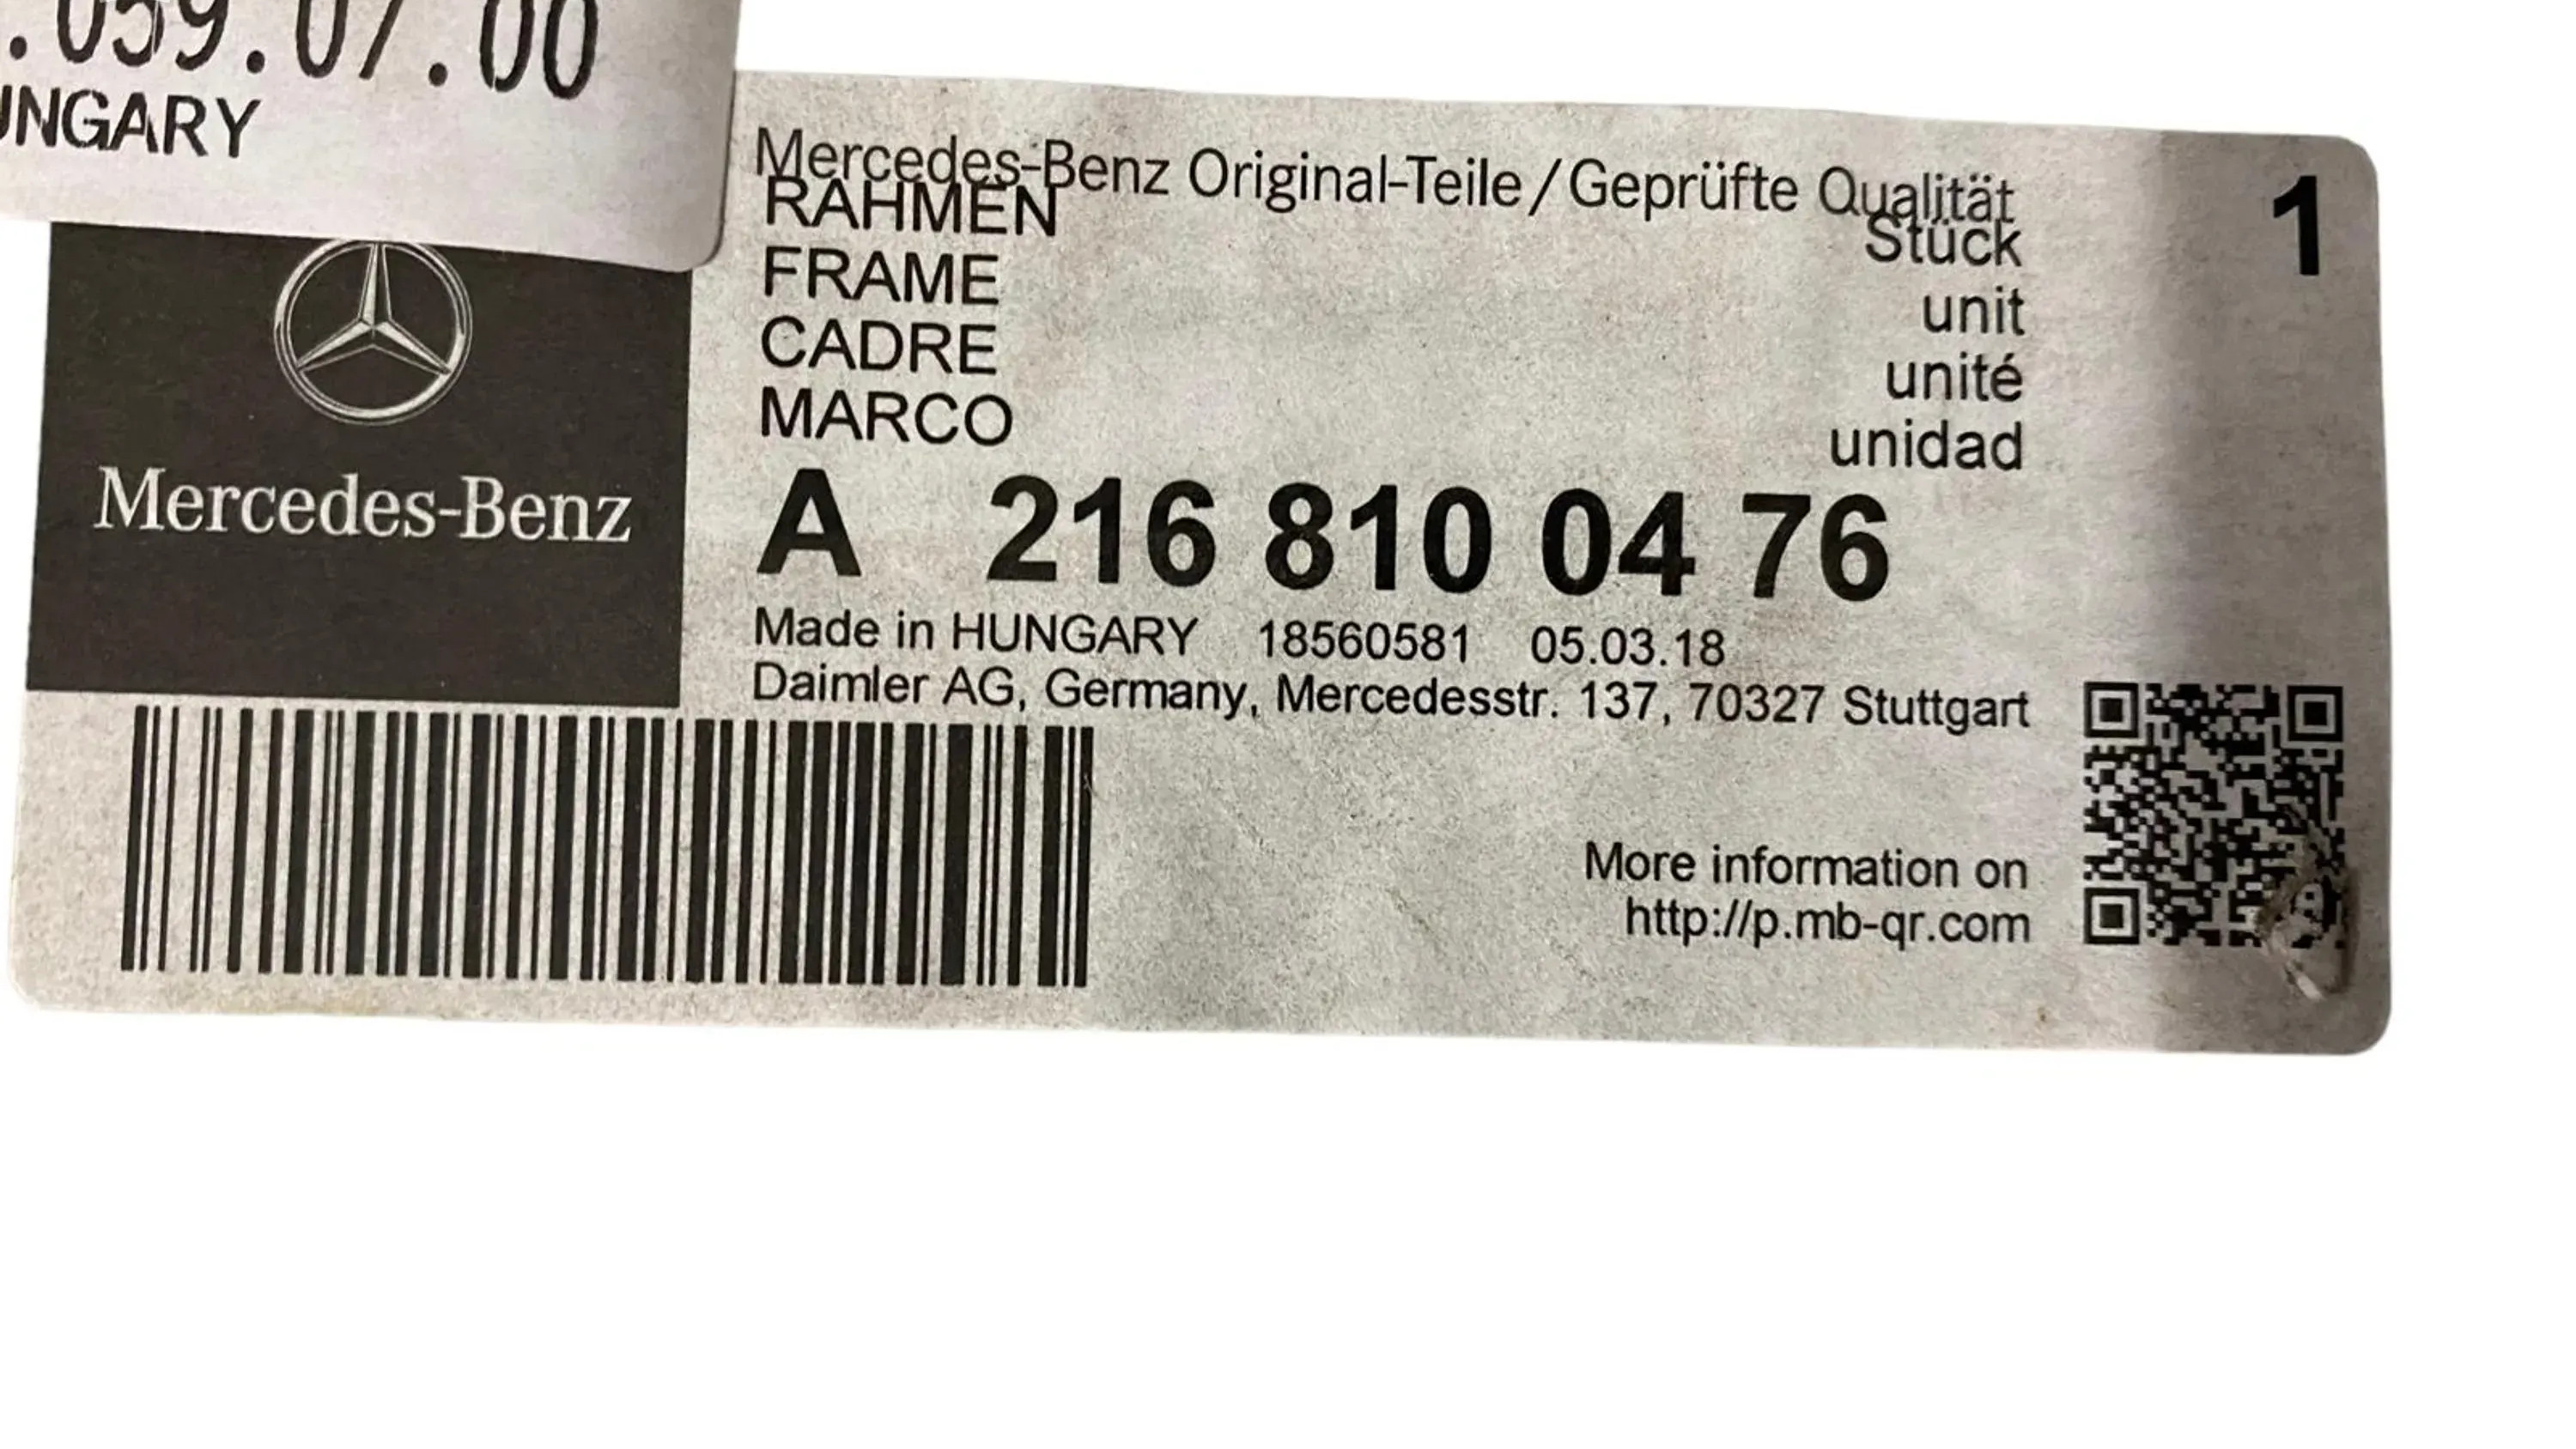 .059.07.00
UNGARY
Mercedes-Benz Original-Teile/Geprüfte Qualität
RAHMEN Stück 1
FRAME unit
CADRE unité
MARCO unidad
Mercedes-Benz
A 216 810 04 76
Made in HUNGARY 18560581 05.03.18
Daimler AG, Germany, Mercedesstr. 137, 70327 Stuttgart
More information on
http://p.mb-qr.com